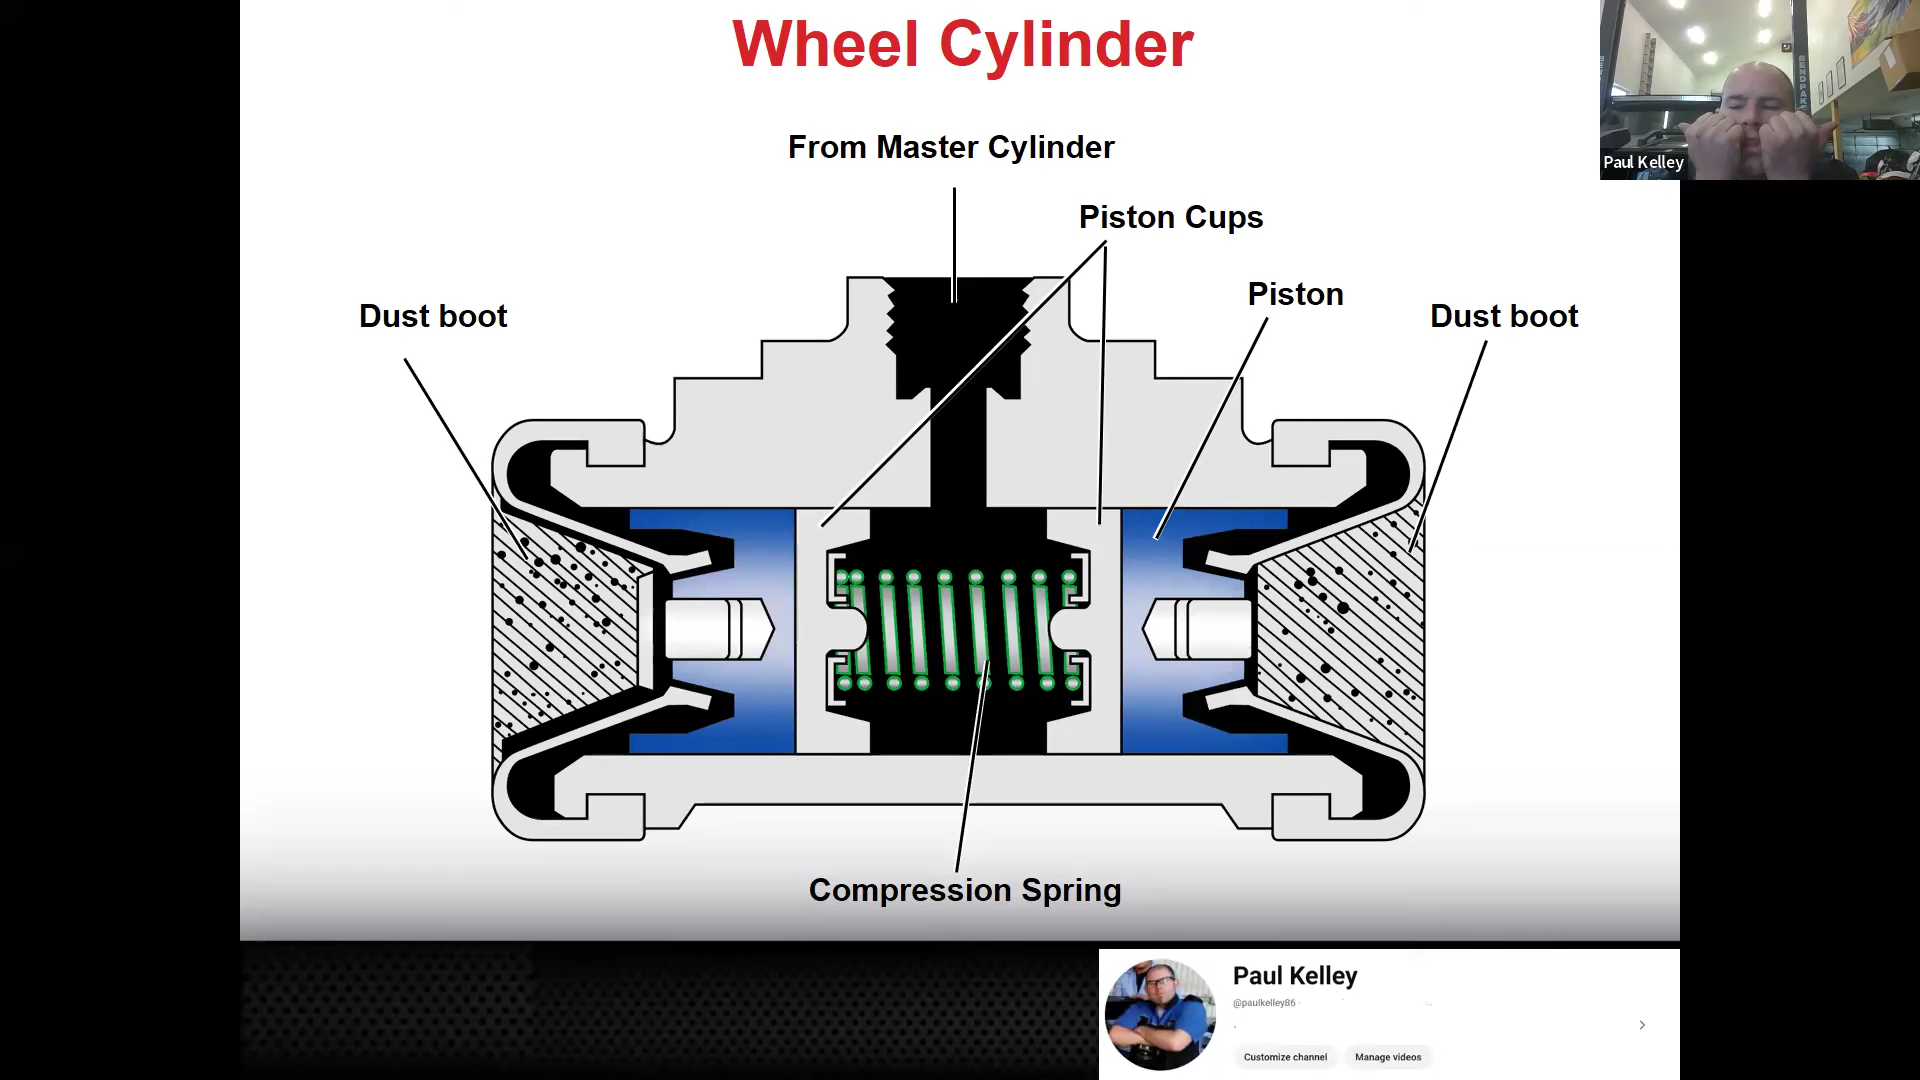 Wheel Cylinder
From Master Cylinder
Piston Cups
Piston
Dust boot
Dust boot
Compression Spring
Paul Kelley
BENDPAK
Paul Kelley
@paulkelley86
Customize channel
Manage videos